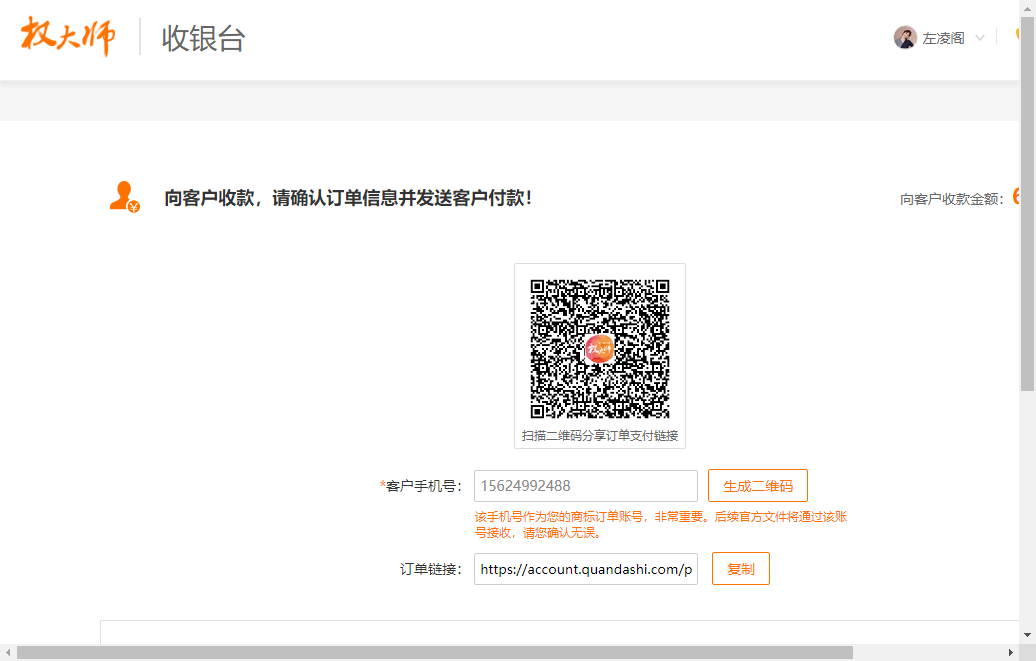 权大师
收银台
左凌阁
向客户收款，请确认订单信息并发送客户付款！
向客户收款金额：
权大师
扫描二维码分享订单支付链接
*客户手机号：
15624992488
生成二维码
该手机号作为您的商标订单账号，非常重要。后续官方文件将通过该账
号接收，请您确认无误。
订单链接：
https://account.quandashi.com/p
复制